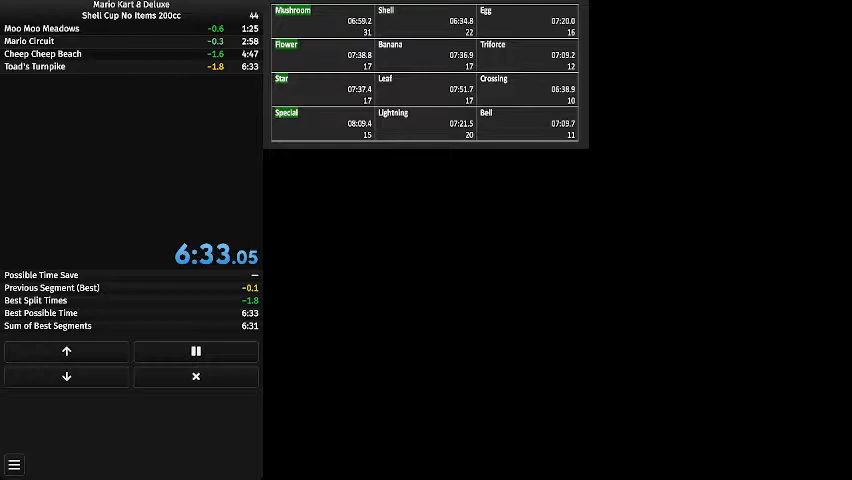 Mario Kart 8 Deluxe
Shell Cup No Items 200cc 44
Moo Moo Meadows -0.6 1:25
Mario Circuit -0.3 2:58
Cheep Cheep Beach -1.6 4:47
Toad's Turnpike -1.8 6:33
6:33.05
Possible Time Save —
Previous Segment (Best) -0.1
Best Split Times -1.8
Best Possible Time 6:33
Sum of Best Segments 6:31
Mushroom Shell Egg
06:59.2 06:34.8 07:20.0
31 22 16
Flower Banana Triforce
07:38.8 07:36.9 07:09.2
17 17 12
Star Leaf Crossing
07:37.4 07:51.7 06:38.9
17 17 10
Special Lightning Bell
08:09.4 07:21.5 07:09.7
15 20 11